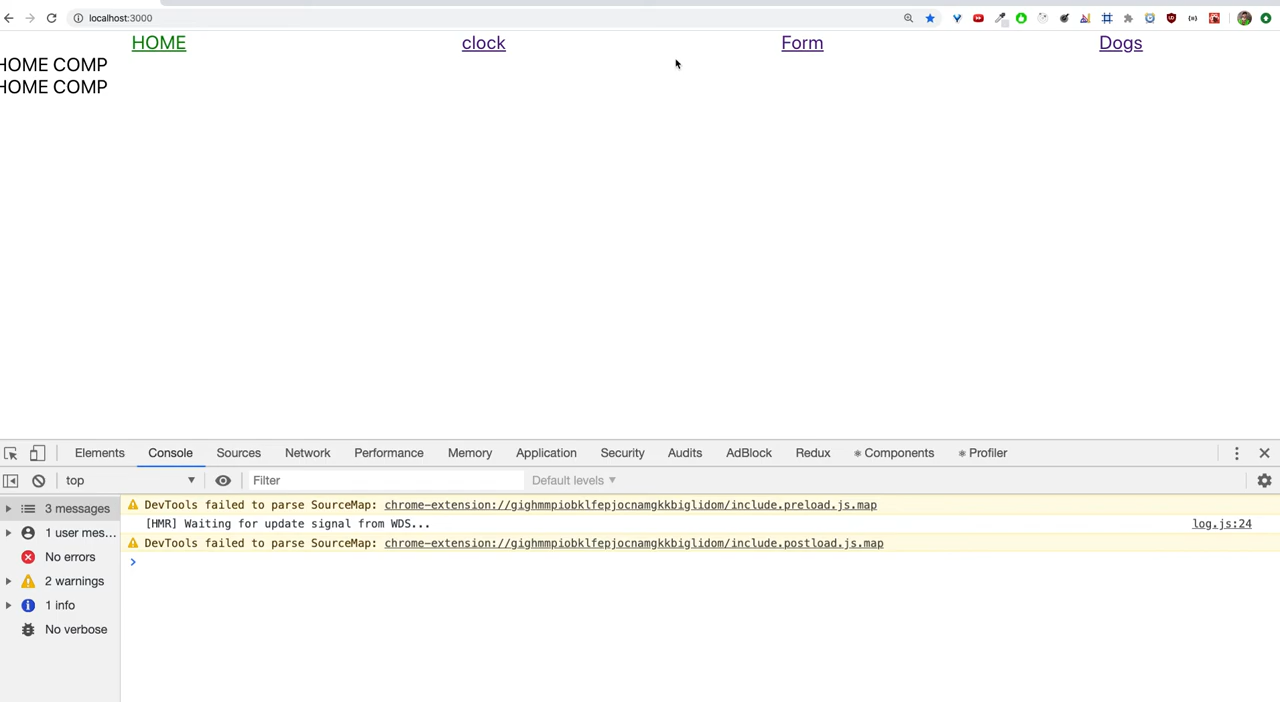 localhost:3000
HOME clock Form Dogs
HOME COMP
HOME COMP
Elements Console Sources Network Performance Memory Application Security Audits AdBlock Redux Components Profiler
top Filter Default levels
3 messages
1 user mes...
No errors
2 warnings
1 info
No verbose
DevTools failed to parse SourceMap: chrome-extension://gighmmpiobklfepjocnamgkkbiglidom/include.preload.js.map
[HMR] Waiting for update signal from WDS... log.js:24
DevTools failed to parse SourceMap: chrome-extension://gighmmpiobklfepjocnamgkkbiglidom/include.postload.js.map